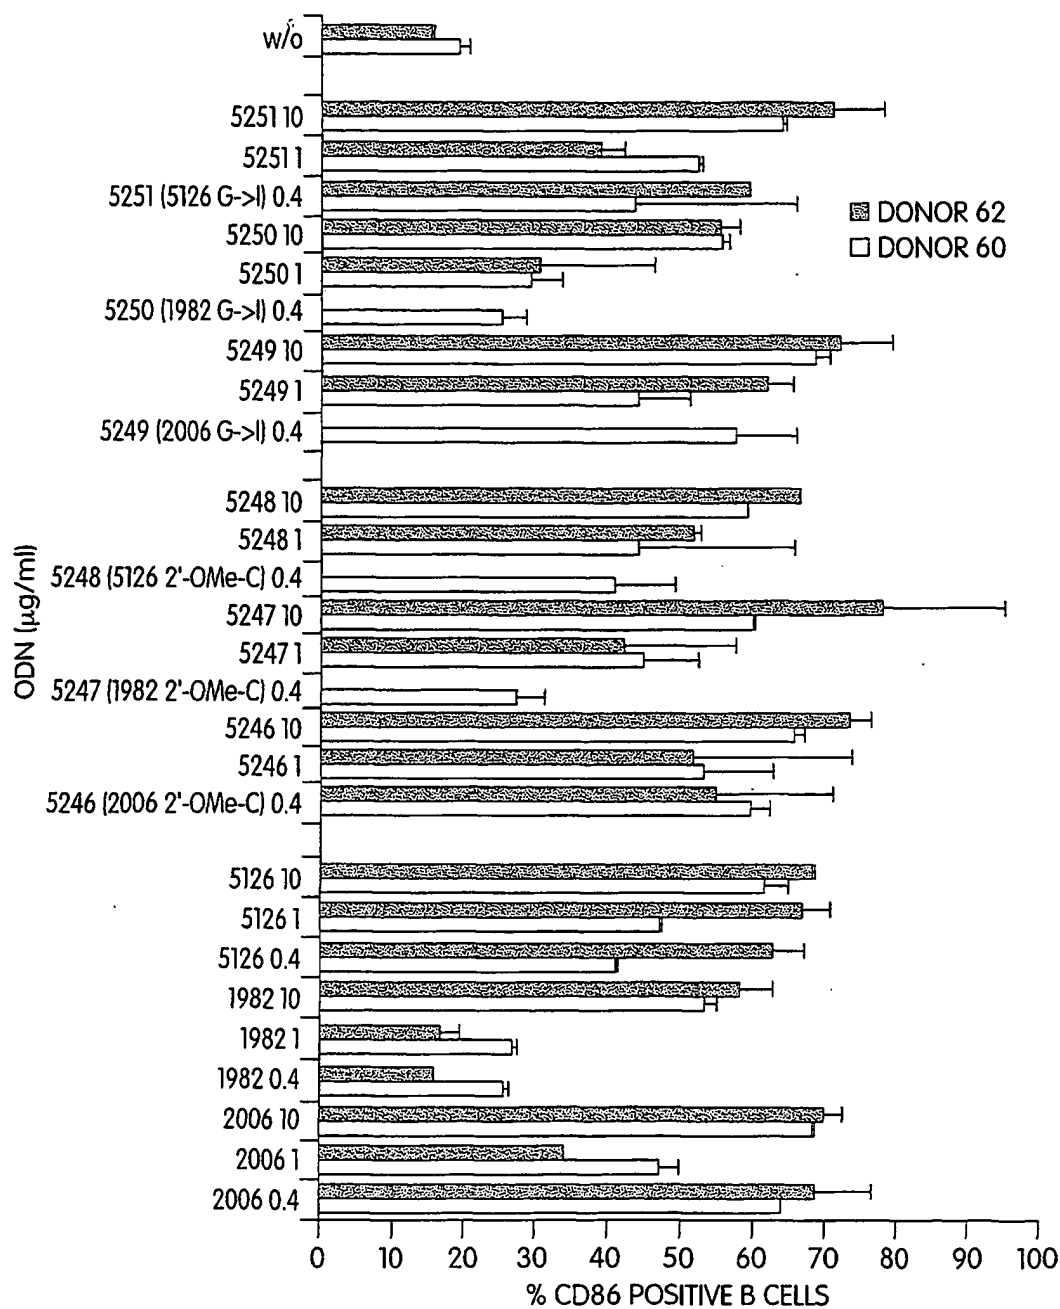 w/o
5251 10
5251 1
5251 (5126 G->I) 0.4
5250 10
5250 1
5250 (1982 G->I) 0.4
5249 10
5249 1
5249 (2006 G->I) 0.4
5248 10
5248 1
5248 (5126 2'-OMe-C) 0.4
5247 10
5247 1
5247 (1982 2'-OMe-C) 0.4
5246 10
5246 1
5246 (2006 2'-OMe-C) 0.4
5126 10
5126 1
5126 0.4
1982 10
1982 1
1982 0.4
2006 10
2006 1
2006 0.4
ODN (µg/ml)
DONOR 62
DONOR 60
0 10 20 30 40 50 60 70 80 90 100
% CD86 POSITIVE B CELLS